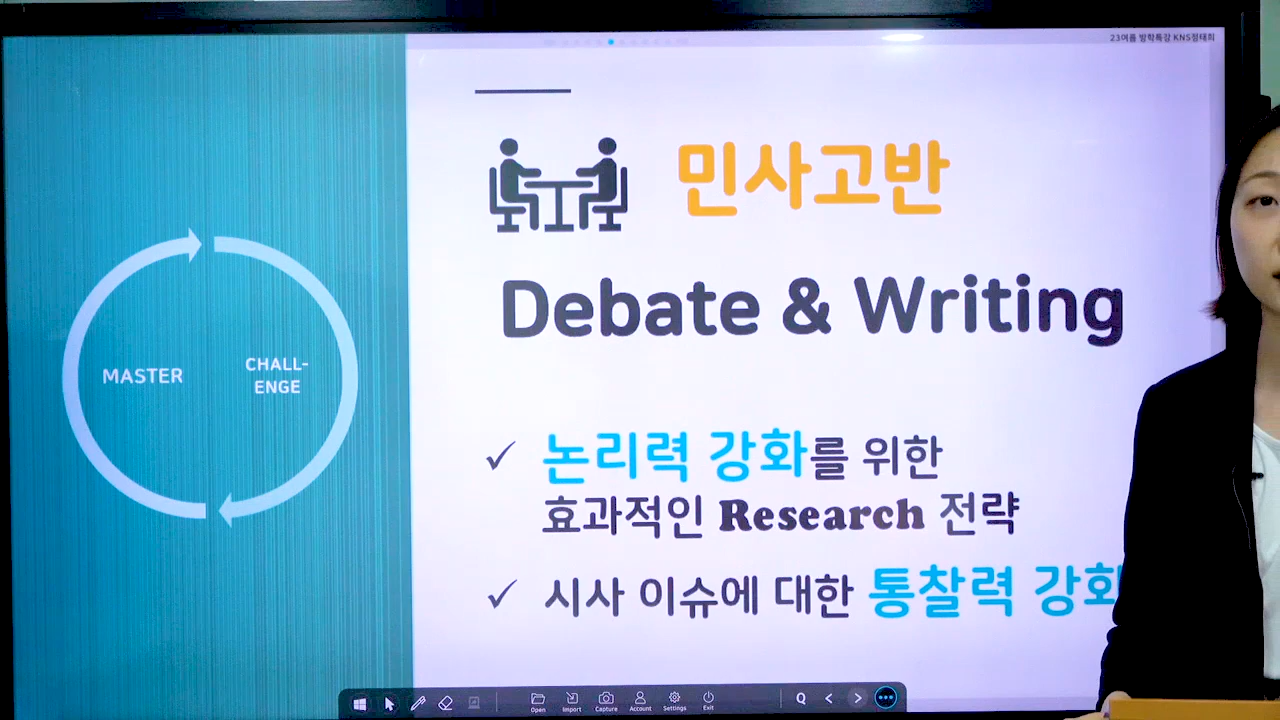 23여름 방학특강 KNS정태희
민사고반
Debate & Writing
MASTER
CHALL-
ENGE
논리력 강화를 위한
효과적인 Research 전략
시사 이슈에 대한 통찰력 강화
Open Import Capture Account Settings Exit